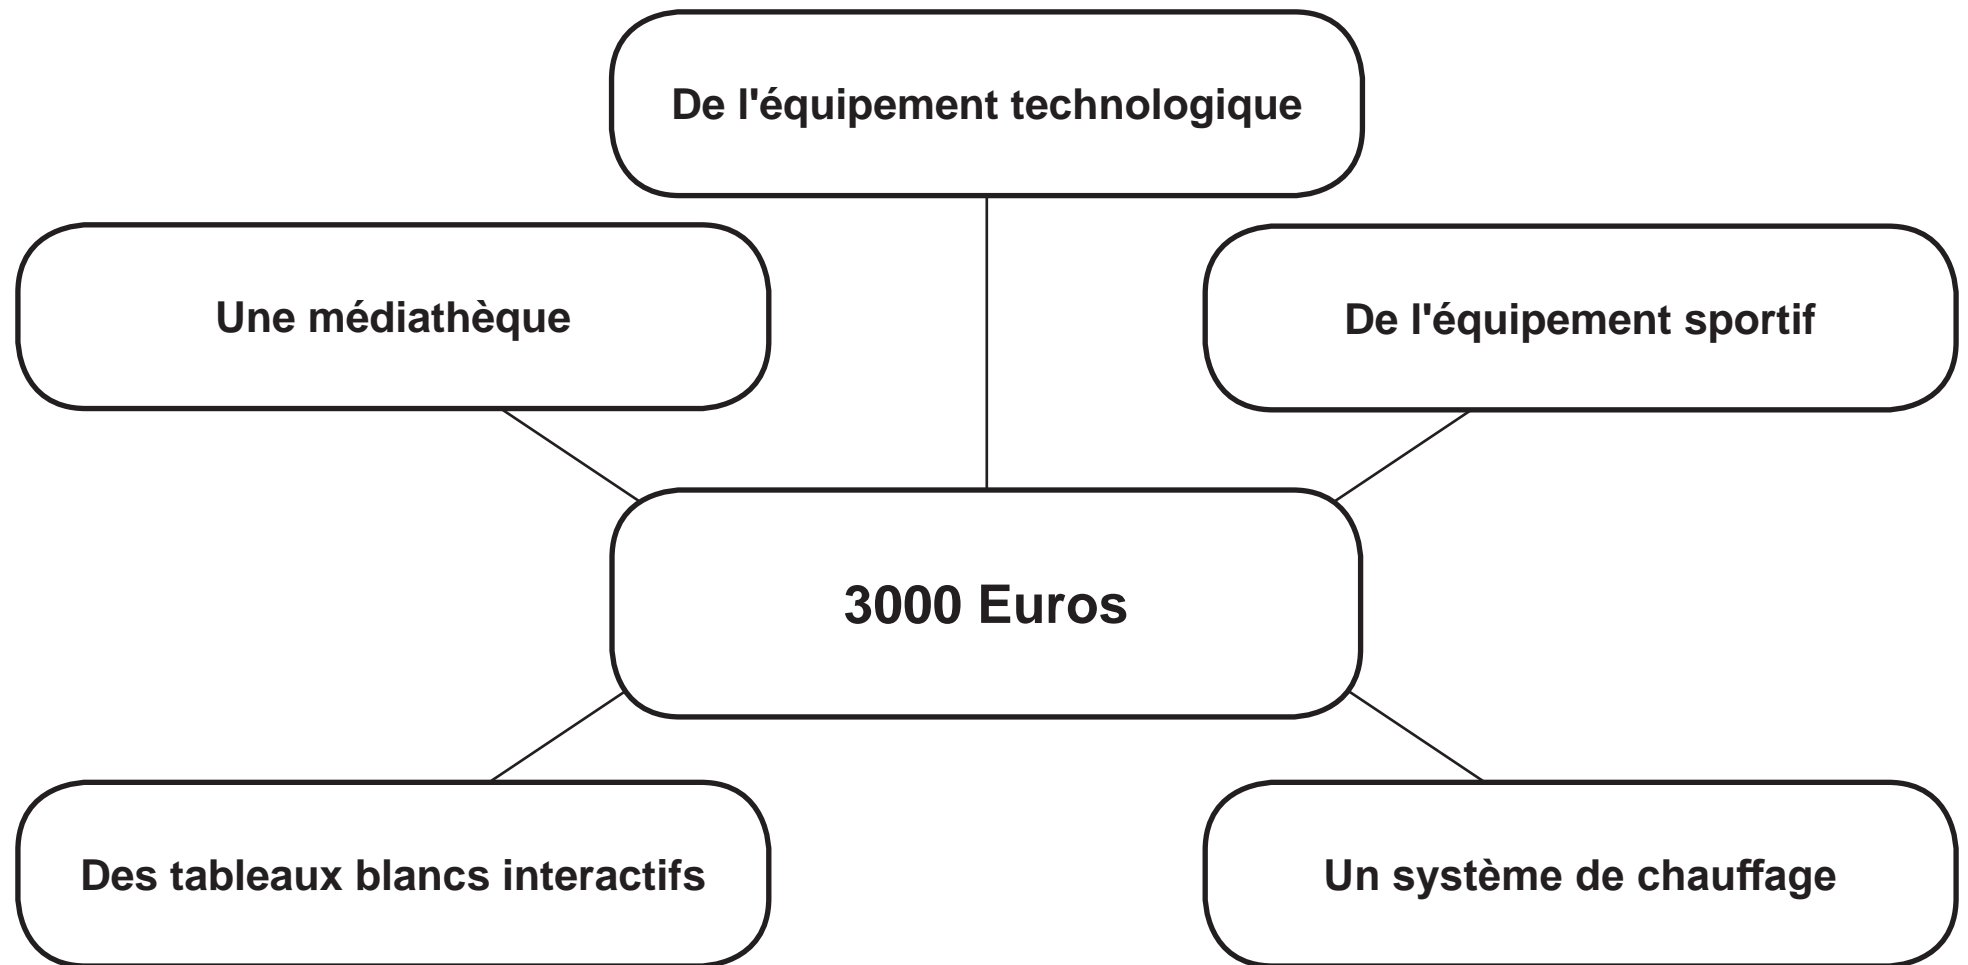 De l'équipement technologique
Une médiathèque
De l'équipement sportif
3000 Euros
Des tableaux blancs interactifs
Un système de chauffage